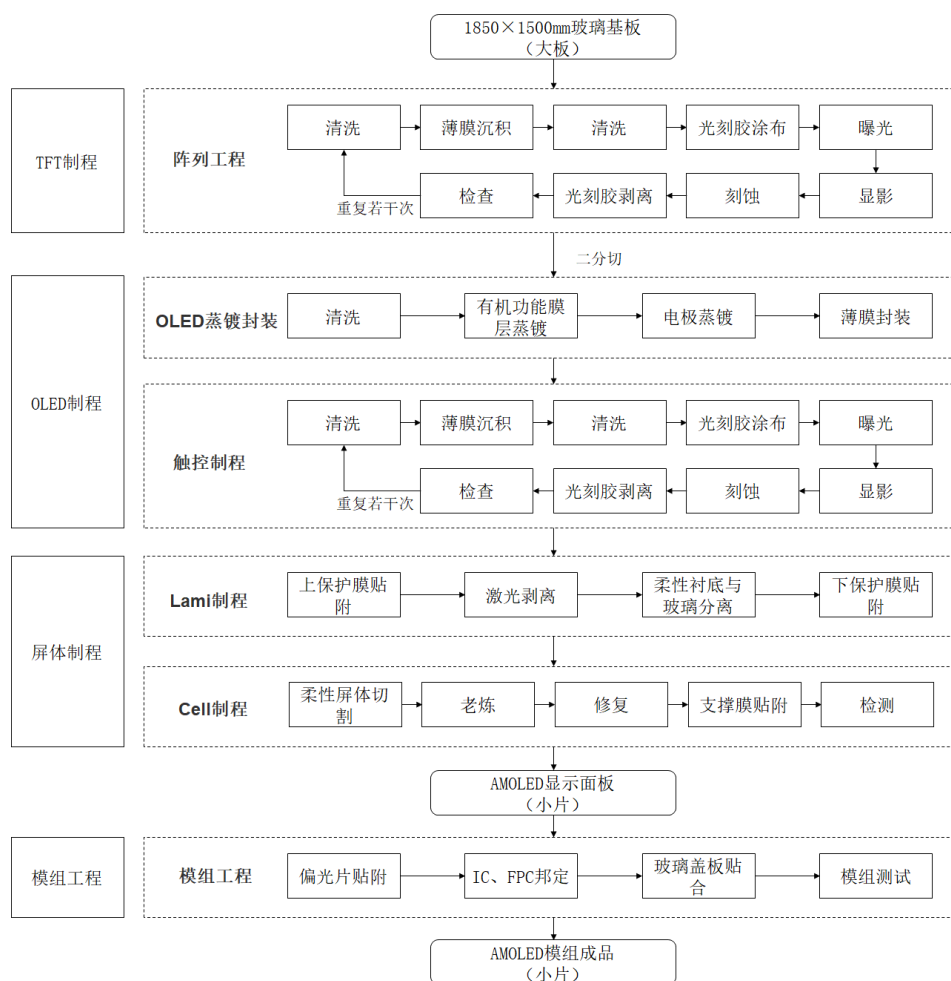 1850×1500mm玻璃基板
（大板）
TFT制程
阵列工程
清洗
薄膜沉积
清洗
光刻胶涂布
曝光
重复若干次
检查
光刻胶剥离
刻蚀
显影
二分切
OLED制程
OLED蒸镀封装
清洗
有机功能膜
层蒸镀
电极蒸镀
薄膜封装
触控制程
清洗
薄膜沉积
清洗
光刻胶涂布
曝光
重复若干次
检查
光刻胶剥离
刻蚀
显影
屏体制程
Lami制程
上保护膜贴
附
激光剥离
柔性衬底与
玻璃分离
下保护膜贴
附
Cell制程
柔性屏体切
割
老炼
修复
支撑膜贴附
检测
AMOLED显示面板
（小片）
模组工程
模组工程
偏光片贴附
IC、FPC邦定
玻璃盖板贴
合
模组测试
AMOLED模组成品
（小片）